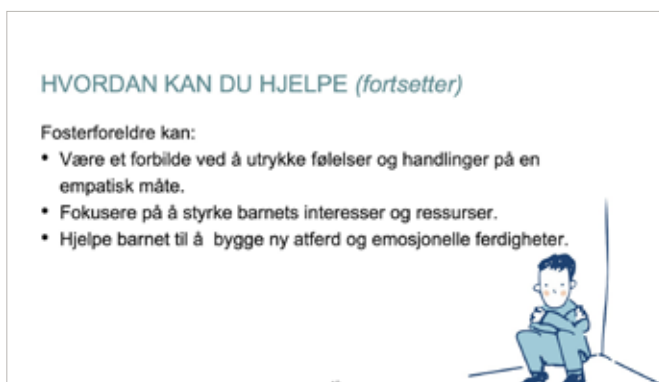 HVORDAN KAN DU HJELPE (fortsetter)
Fosterforeldre kan:
• Være et forbilde ved å utrykke følelser og handlinger på en
empatisk måte.
• Fokusere på å styrke barnets interesser og ressurser.
• Hjelpe barnet til å bygge ny atferd og emosjonelle ferdigheter.